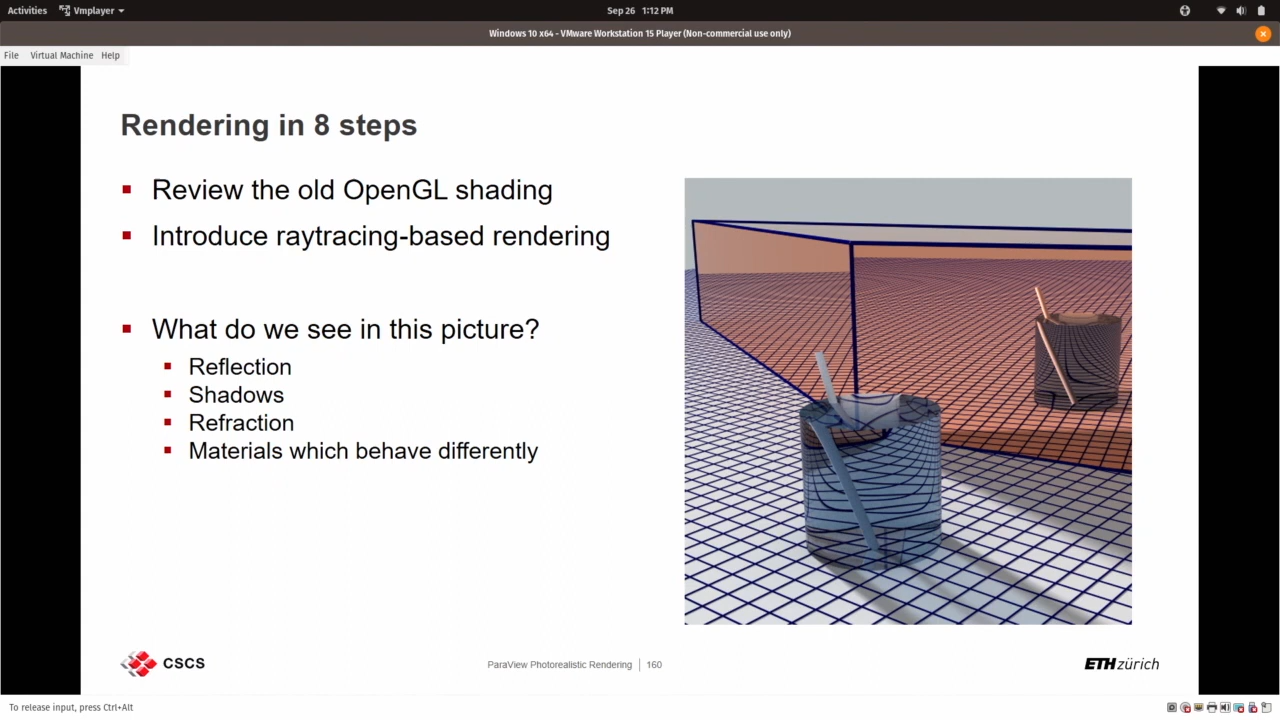 Activities Vmplayer Sep 26 1:12 PM
Windows 10 x64 - VMware Workstation 15 Player (Non-commercial use only)
File Virtual Machine Help
Rendering in 8 steps
Review the old OpenGL shading
Introduce raytracing-based rendering
What do we see in this picture?
Reflection
Shadows
Refraction
Materials which behave differently
CSCS
ParaView Photorealistic Rendering 160
ETH zürich
To release input, press Ctrl+Alt